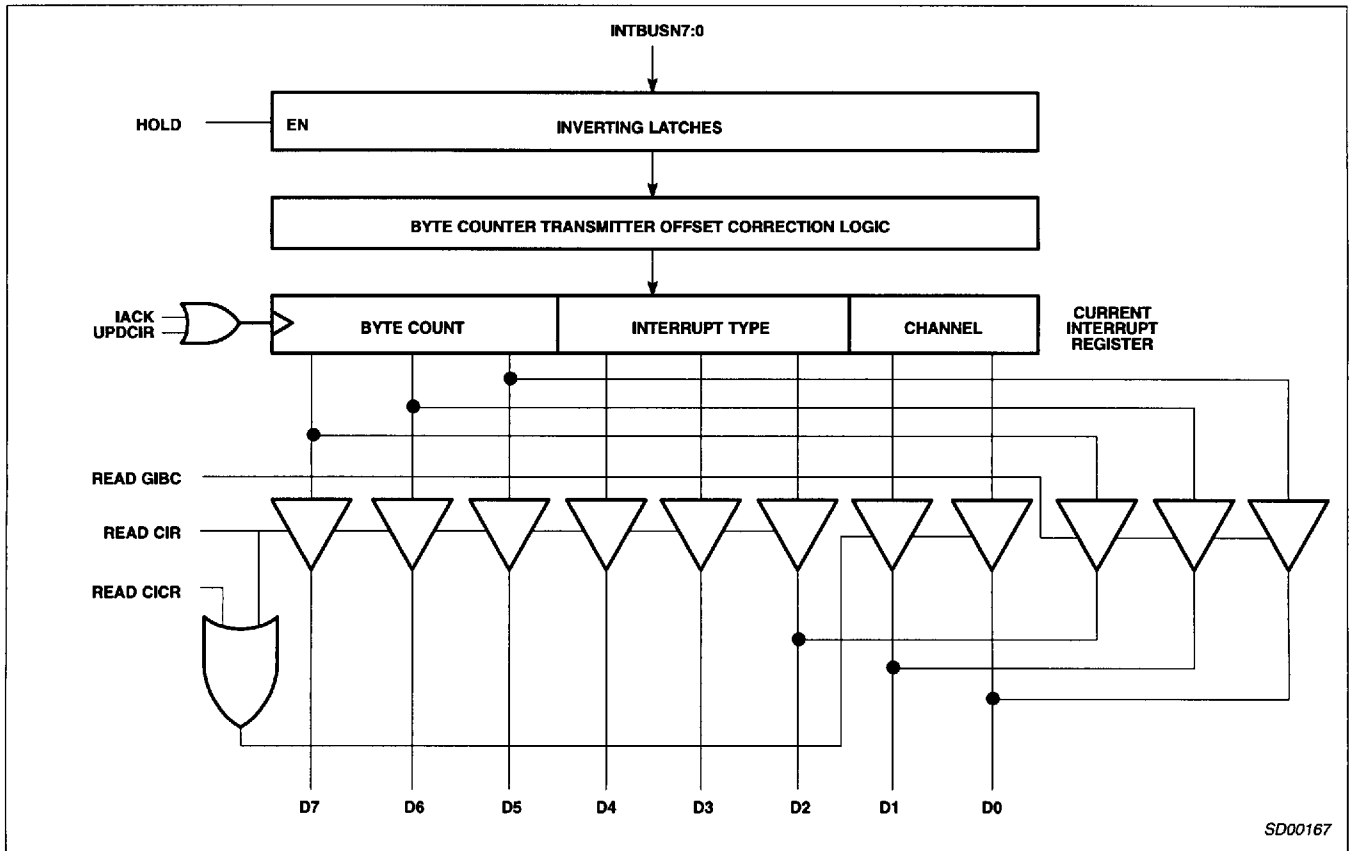 INTBUSN7:0
HOLD
EN
INVERTING LATCHES
BYTE COUNTER TRANSMITTER OFFSET CORRECTION LOGIC
IACK
UPDCIR
BYTE COUNT
INTERRUPT TYPE
CHANNEL
CURRENT
INTERRUPT
REGISTER
READ GIBC
READ CIR
READ CICR
D7
D6
D5
D4
D3
D2
D1
D0
SD00167